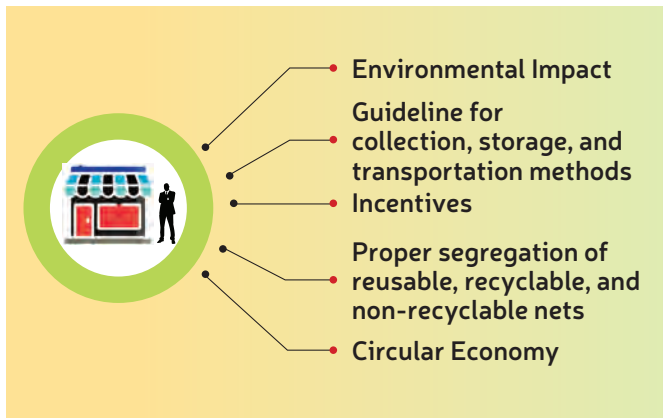 Environmental Impact
Guideline for
collection, storage, and
transportation methods
Incentives
Proper segregation of
reusable, recyclable, and
non-recyclable nets
Circular Economy